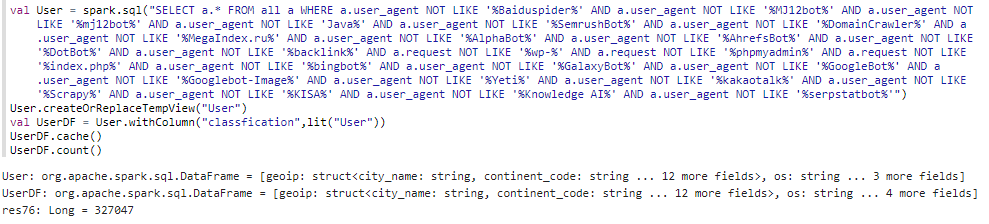 val User = spark.sql("SELECT a.* FROM all a WHERE a.user_agent NOT LIKE '%Baiduspider%' AND a.user_agent NOT LIKE '%MJ12bot%' AND a.user_agent NOT
LIKE '%mj12bot%' AND a.user_agent NOT LIKE 'Java%' AND a.user_agent NOT LIKE '%SemrushBot%' AND a.user_agent NOT LIKE '%DomainCrawler%' AND a
.user_agent NOT LIKE '%MegaIndex.ru%' AND a.user_agent NOT LIKE '%AlphaBot%' AND a.user_agent NOT LIKE '%AhrefsBot%' AND a.user_agent NOT LIKE
'%DotBot%' AND a.user_agent NOT LIKE '%backlink%' AND a.request NOT LIKE '%wp-%' AND a.request NOT LIKE '%phpmyadmin%' AND a.request NOT LIKE
'%index.php%' AND a.user_agent NOT LIKE '%bingbot%' AND a.user_agent NOT LIKE '%GalaxyBot%' AND a.user_agent NOT LIKE '%GoogleBot%' AND a
.user_agent NOT LIKE '%Googlebot-Image%' AND a.user_agent NOT LIKE '%Yeti%' AND a.user_agent NOT LIKE '%kakaotalk%' AND a.user_agent NOT LIKE
'%Scrapy%' AND a.user_agent NOT LIKE '%KISA%' AND a.user_agent NOT LIKE '%Knowledge AI%' AND a.user_agent NOT LIKE '%serpstatbot%'")
User.createOrReplaceTempView("User")
val UserDF = User.withColumn("classfication",lit("User"))
UserDF.cache()
UserDF.count()
User: org.apache.spark.sql.DataFrame = [geoip: struct<city_name: string, continent_code: string ... 12 more fields>, os: string ... 3 more fields]
UserDF: org.apache.spark.sql.DataFrame = [geoip: struct<city_name: string, continent_code: string ... 12 more fields>, os: string ... 4 more fields]
res76: Long = 327047